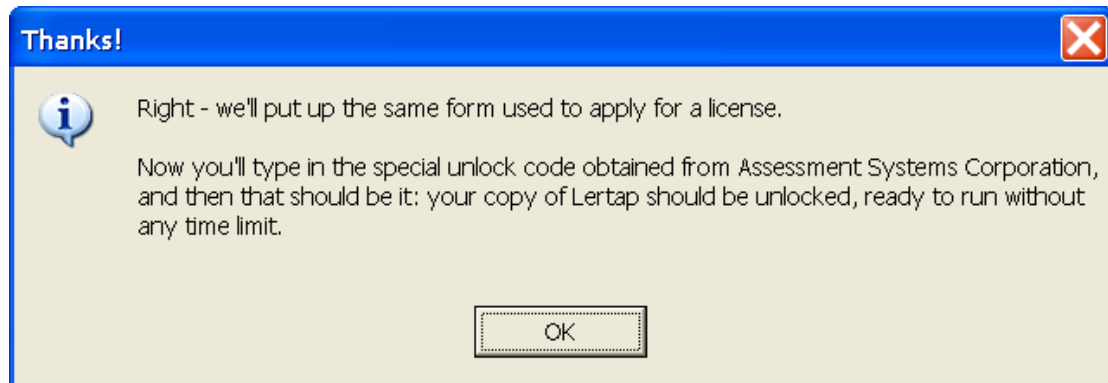 Thanks!
Right - we'll put up the same form used to apply for a license.
Now you'll type in the special unlock code obtained from Assessment Systems Corporation,
and then that should be it: your copy of Lertap should be unlocked, ready to run without
any time limit.
OK